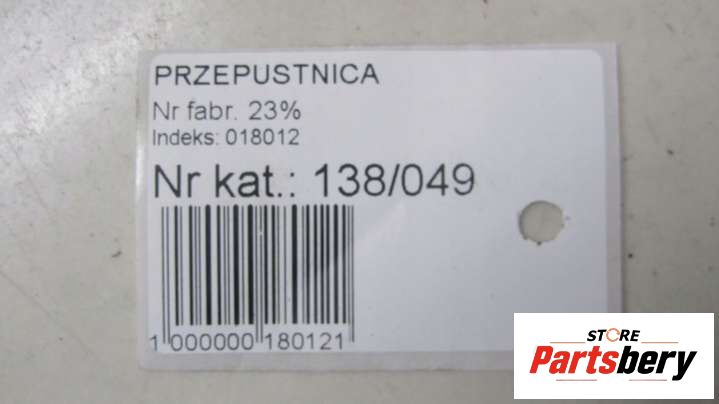 PRZEPUSTNICA
Nr fabr. 23%
Indeks: 018012
Nr kat.: 138/049
1 000000 180121
STORE
Partsbery